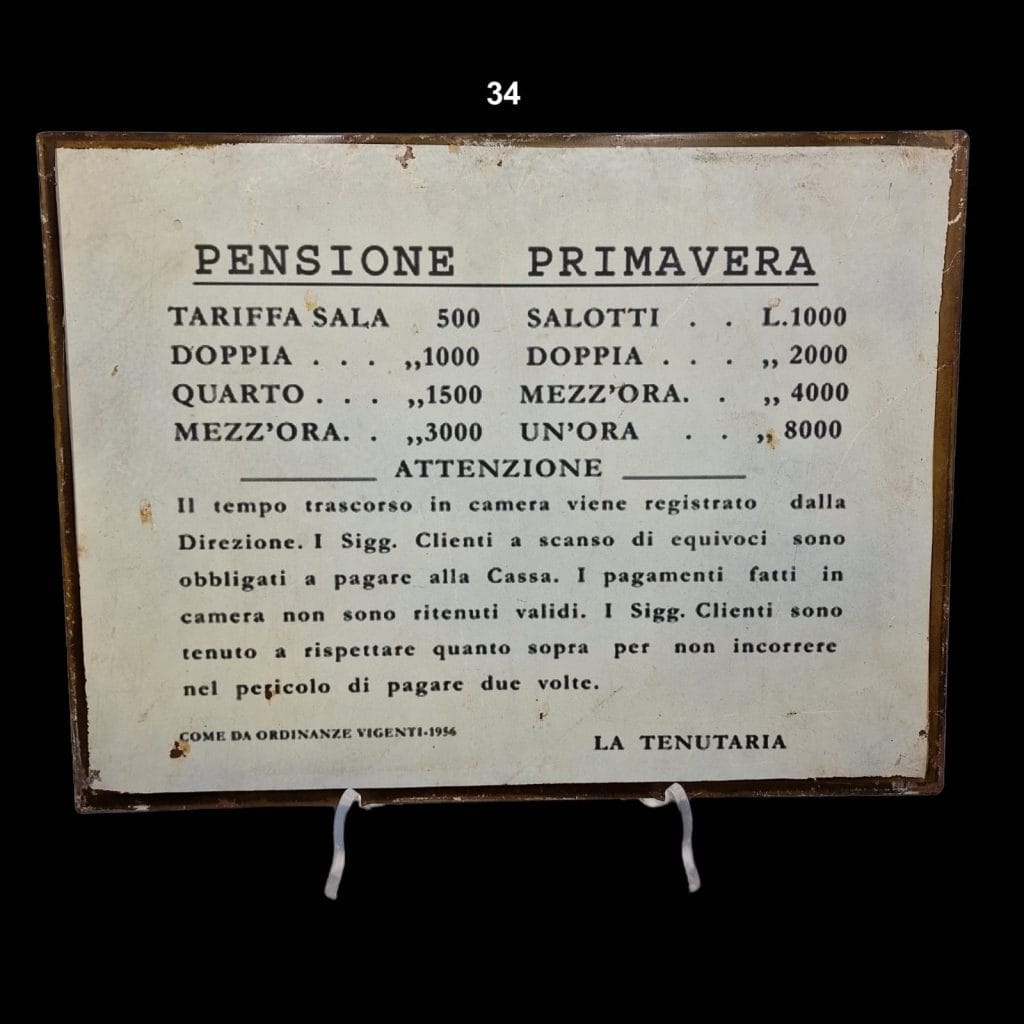 34
PENSIONE PRIMAVERA
TARIFFA SALA 500 SALOTTI . . L.1000
DOPPIA . . . ,,1000 DOPPIA . . . ,, 2000
QUARTO . . . ,,1500 MEZZ'ORA. . ,, 4000
MEZZ'ORA. . ,,3000 UN'ORA . . ,, 8000
ATTENZIONE
Il tempo trascorso in camera viene registrato dalla
Direzione. I Sigg. Clienti a scanso di equivoci sono
obbligati a pagare alla Cassa. I pagamenti fatti in
camera non sono ritenuti validi. I Sigg. Clienti sono
tenuto a rispettare quanto sopra per non incorrere
nel pericolo di pagare due volte.
COME DA ORDINANZE VIGENTI-1956
LA TENUTARIA